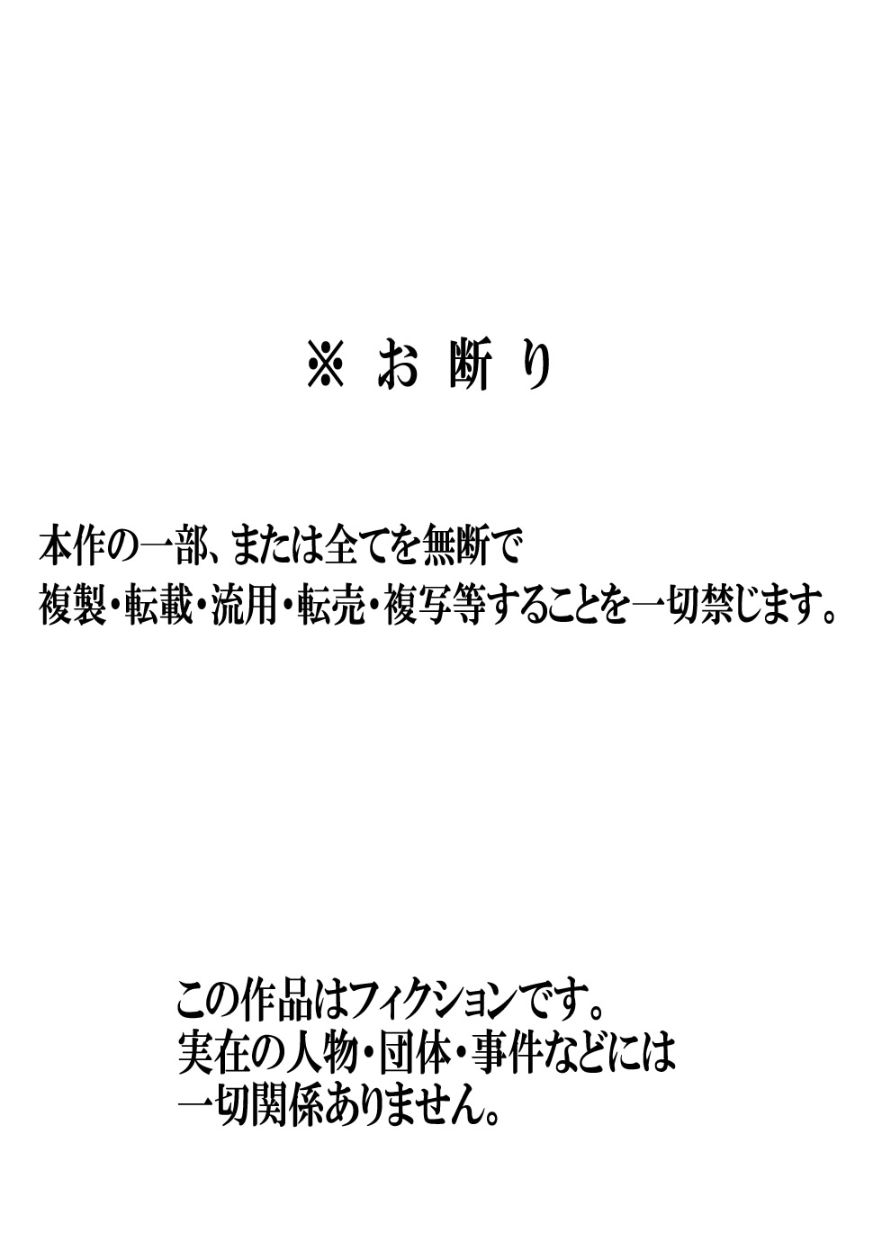 ※お断り
本作の一部、または全てを無断で
複製・転載・流用・転売・複写等することを一切禁じます。
この作品はフィクションです。
実在の人物・団体・事件などには
一切関係ありません。